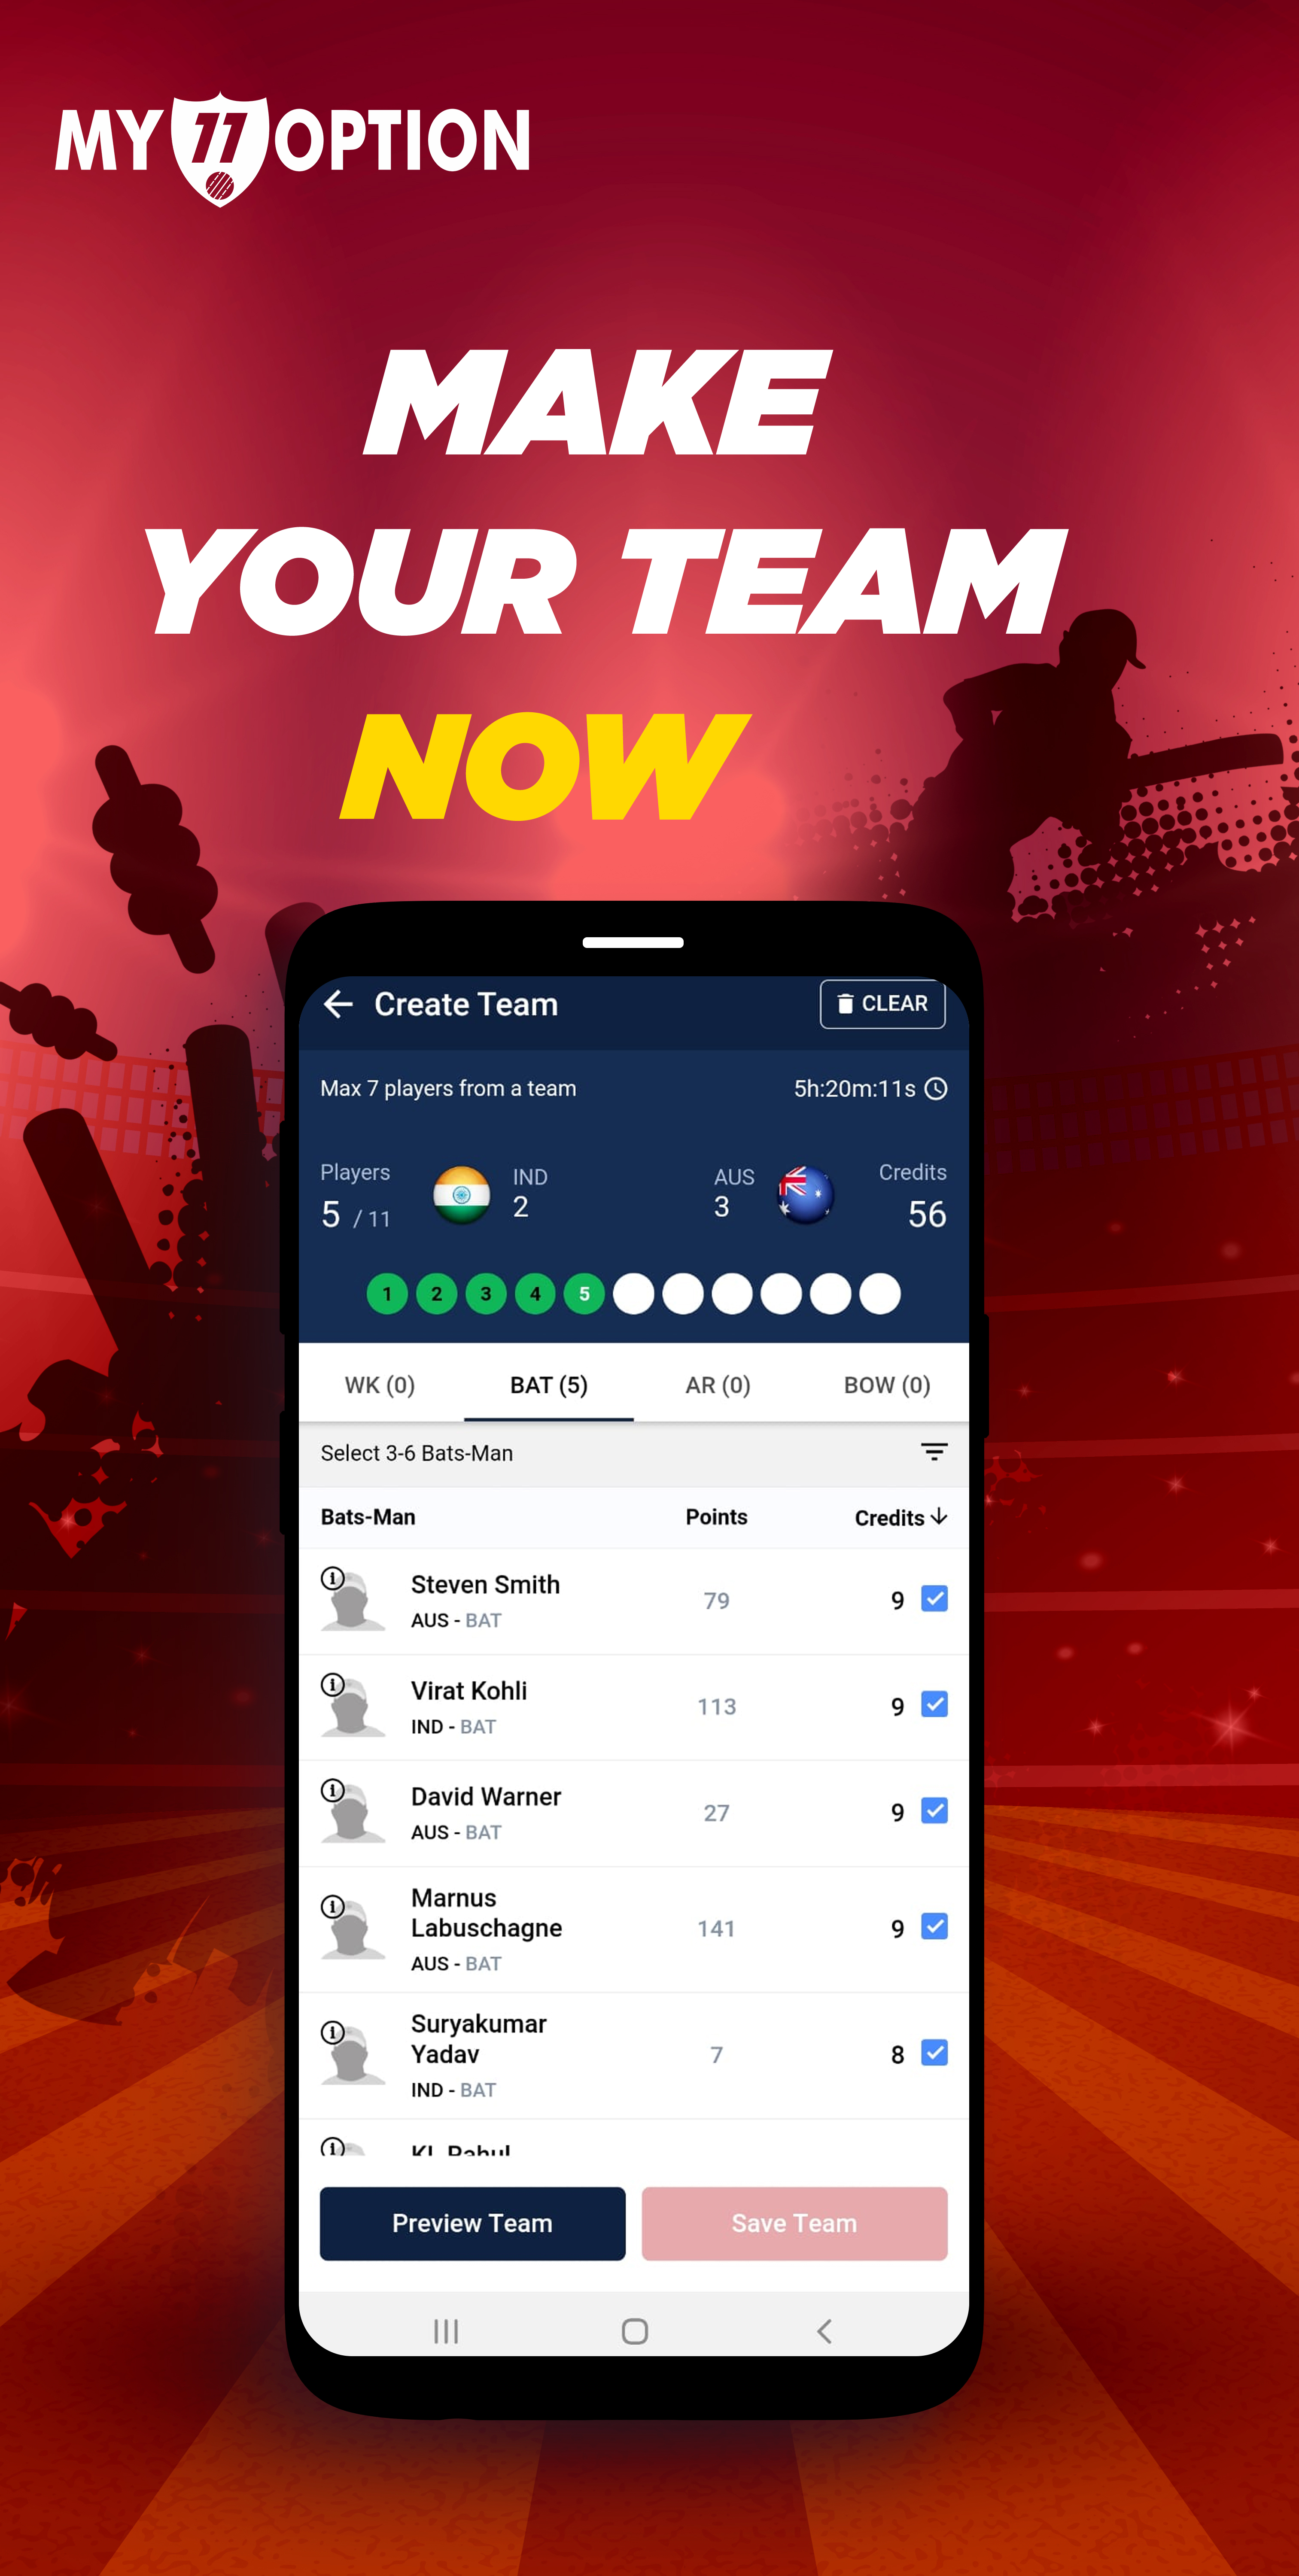 MY 11 OPTION
MAKE
YOUR TEAM
NOW
Create Team
CLEAR
Max 7 players from a team
5h:20m:11s
Players
IND
AUS
Credits
5 / 11
2
3
56
1 2 3 4 5
WK (0)
BAT (5)
AR (0)
BOW (0)
Select 3-6 Bats-Man
Bats-Man
Points
Credits
Steven Smith
AUS - BAT
79
9
Virat Kohli
IND - BAT
113
9
David Warner
AUS - BAT
27
9
Marnus
Labuschagne
AUS - BAT
141
9
Suryakumar
Yadav
IND - BAT
7
8
KL Rahul
Preview Team
Save Team